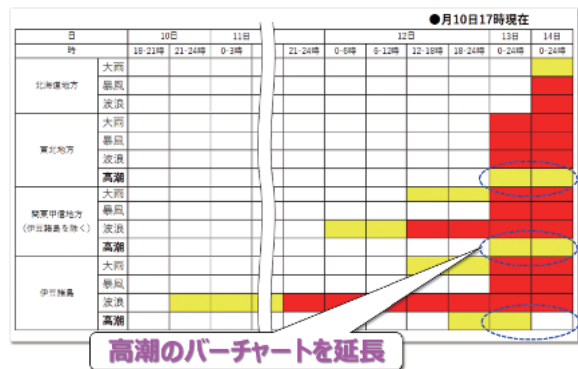 ●月10日17時現在
日 10日 11日 12日 13日 14日
時 18-21時 21-24時 0-3時 21-24時 0-6時 6-12時 12-18時 18-24時 0-24時 0-24時
北海道地方
大雨
暴風
波浪
東北地方
大雨
暴風
波浪
高潮
関東甲信地方
(伊豆諸島を除く)
大雨
暴風
波浪
高潮
伊豆諸島
大雨
暴風
波浪
高潮
高潮のバーチャートを延長